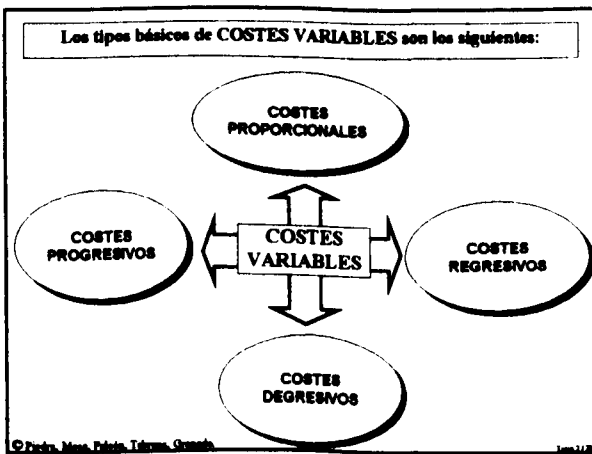 Los tipos básicos de COSTES VARIABLES son los siguientes:
COSTES
PROPORCIONALES
COSTES
PROGRESIVOS
COSTES
VARIABLES
COSTES
REGRESIVOS
COSTES
DEGRESIVOS
©